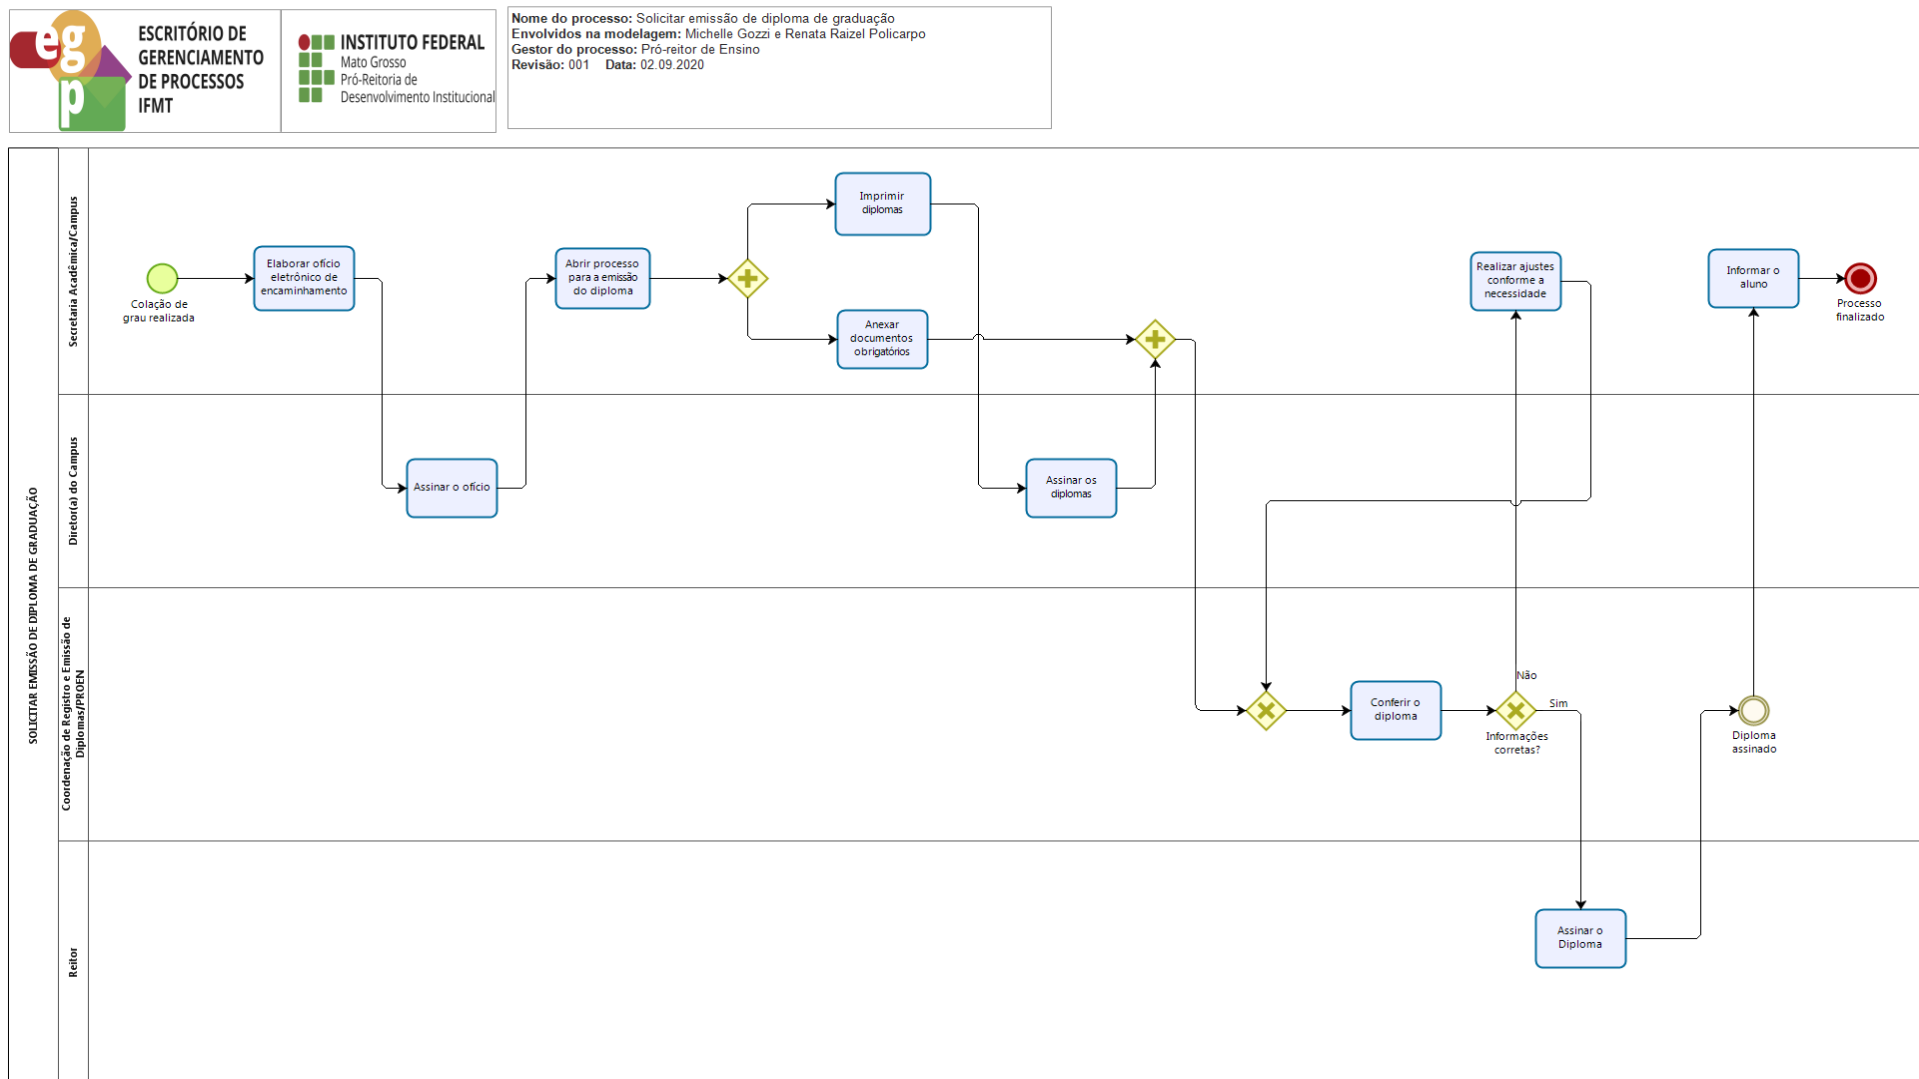 egp
ESCRITÓRIO DE
GERENCIAMENTO
DE PROCESSOS
IFMT
INSTITUTO FEDERAL
Mato Grosso
Pró-Reitoria de
Desenvolvimento Institucional
Nome do processo: Solicitar emissão de diploma de graduação
Envolvidos na modelagem: Michelle Gozzi e Renata Raizel Policarpo
Gestor do processo: Pró-reitor de Ensino
Revisão: 001 Data: 02.09.2020
SOLICITAR EMISSÃO DE DIPLOMA DE GRADUAÇÃO
Secretaria Acadêmica/Campus
Colação de
grau realizada
Elaborar ofício
eletrônico de
encaminhamento
Abrir processo
para a emissão
do diploma
Imprimir
diplomas
Anexar
documentos
obrigatórios
Realizar ajustes
conforme a
necessidade
Informar o
aluno
Processo
finalizado
Diretor(a) do Campus
Assinar o ofício
Assinar os
diplomas
Coordenação de Registro e Emissão de
Diplomas/PROEN
Conferir o
diploma
Não
Sim
Informações
corretas?
Diploma
assinado
Reitor
Assinar o
Diploma